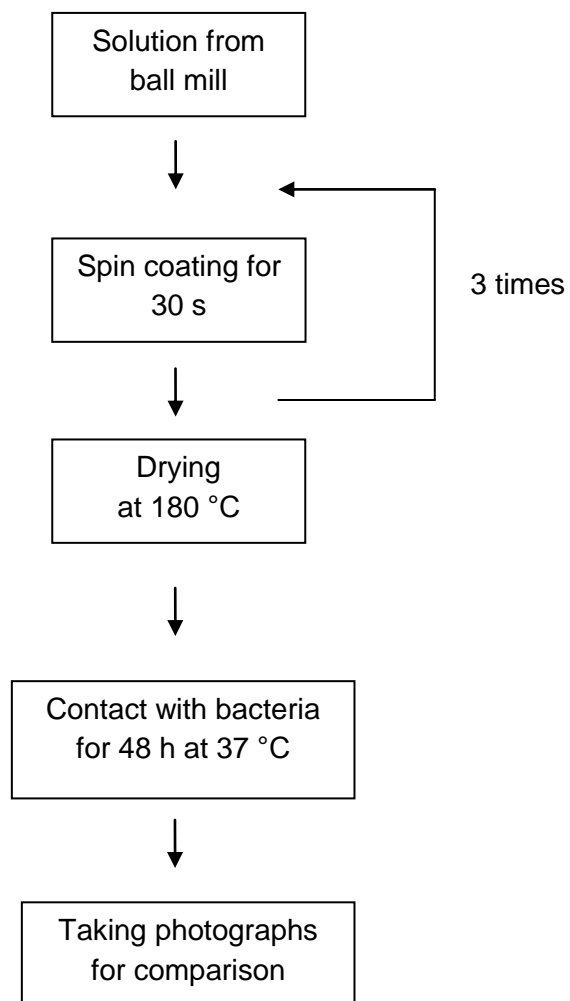 Solution from
ball mill
Spin coating for
30 s
3 times
Drying
at 180 °C
Contact with bacteria
for 48 h at 37 °C
Taking photographs
for comparison